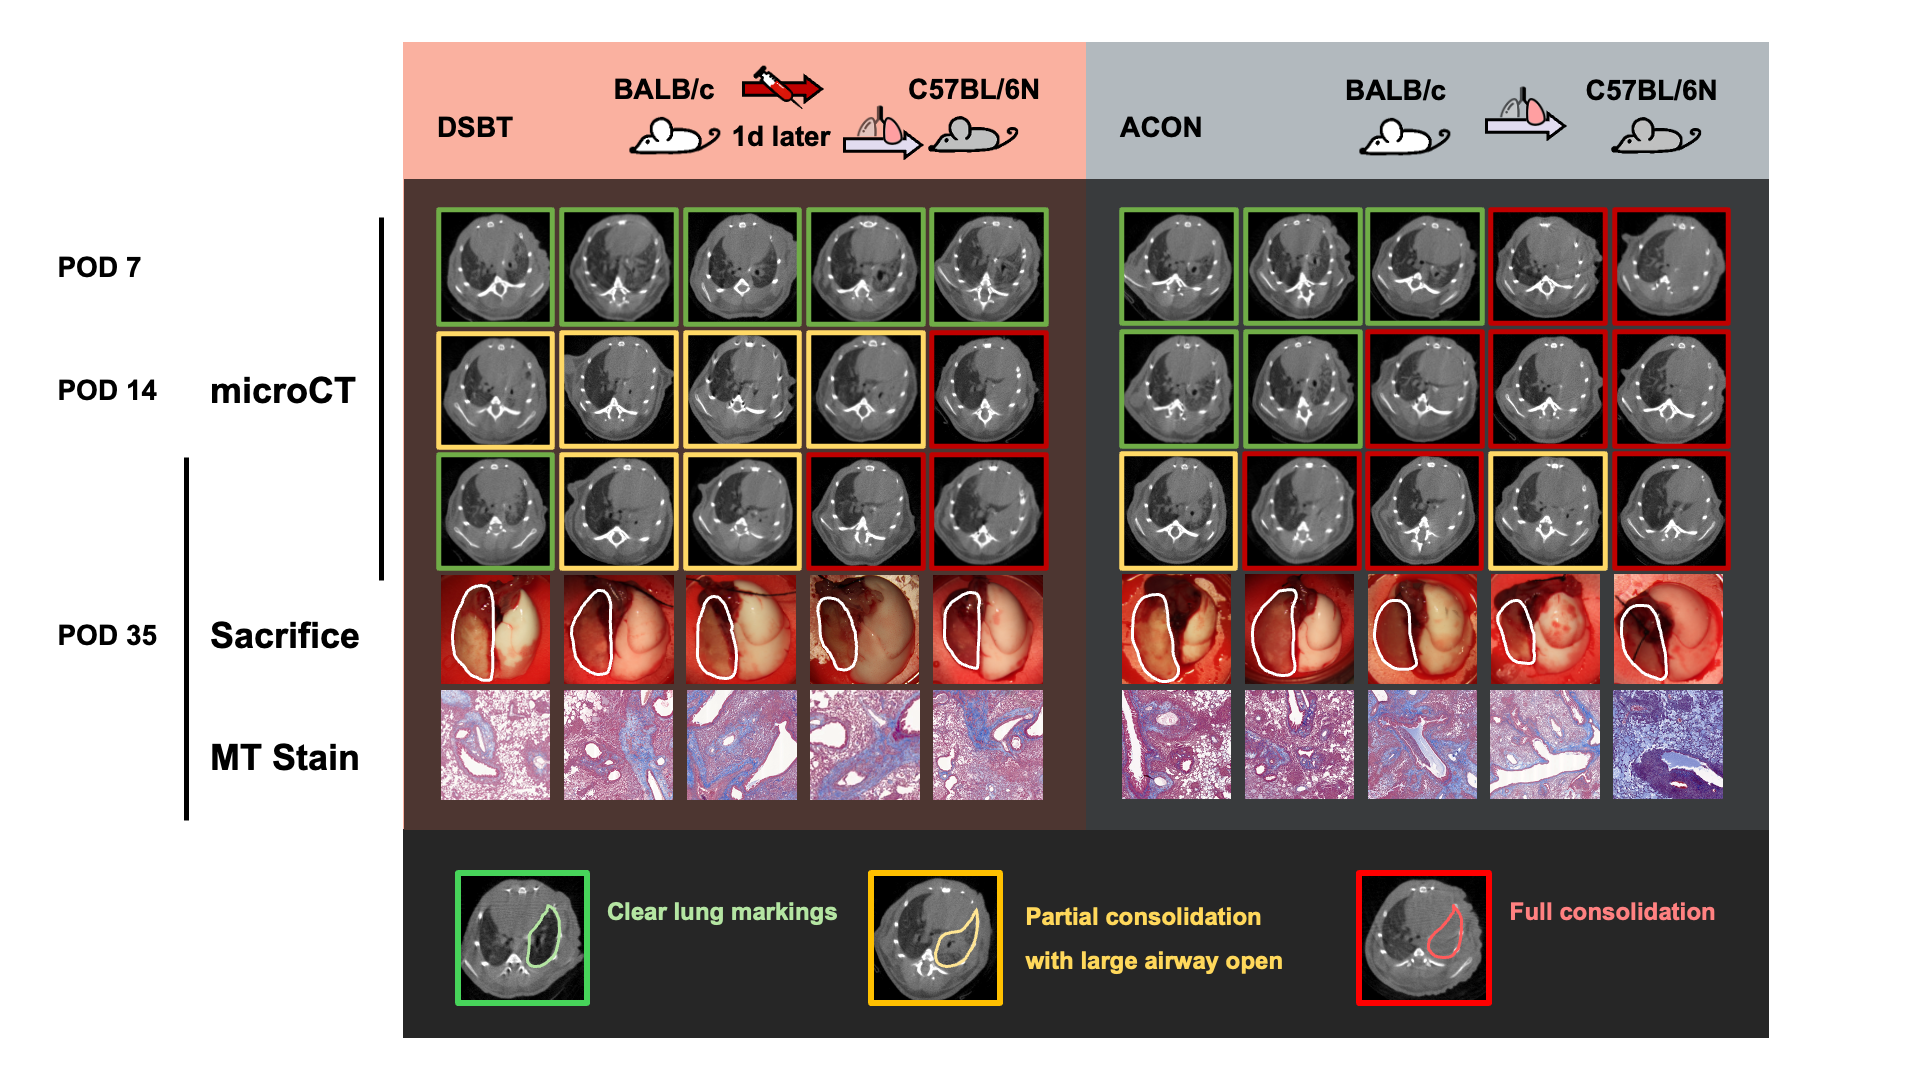 DSBT
BALB/c
1d later
C57BL/6N
ACON
BALB/c
C57BL/6N
POD 7
POD 14
microCT
POD 35
Sacrifice
MT Stain
Clear lung markings
Partial consolidation
with large airway open
Full consolidation